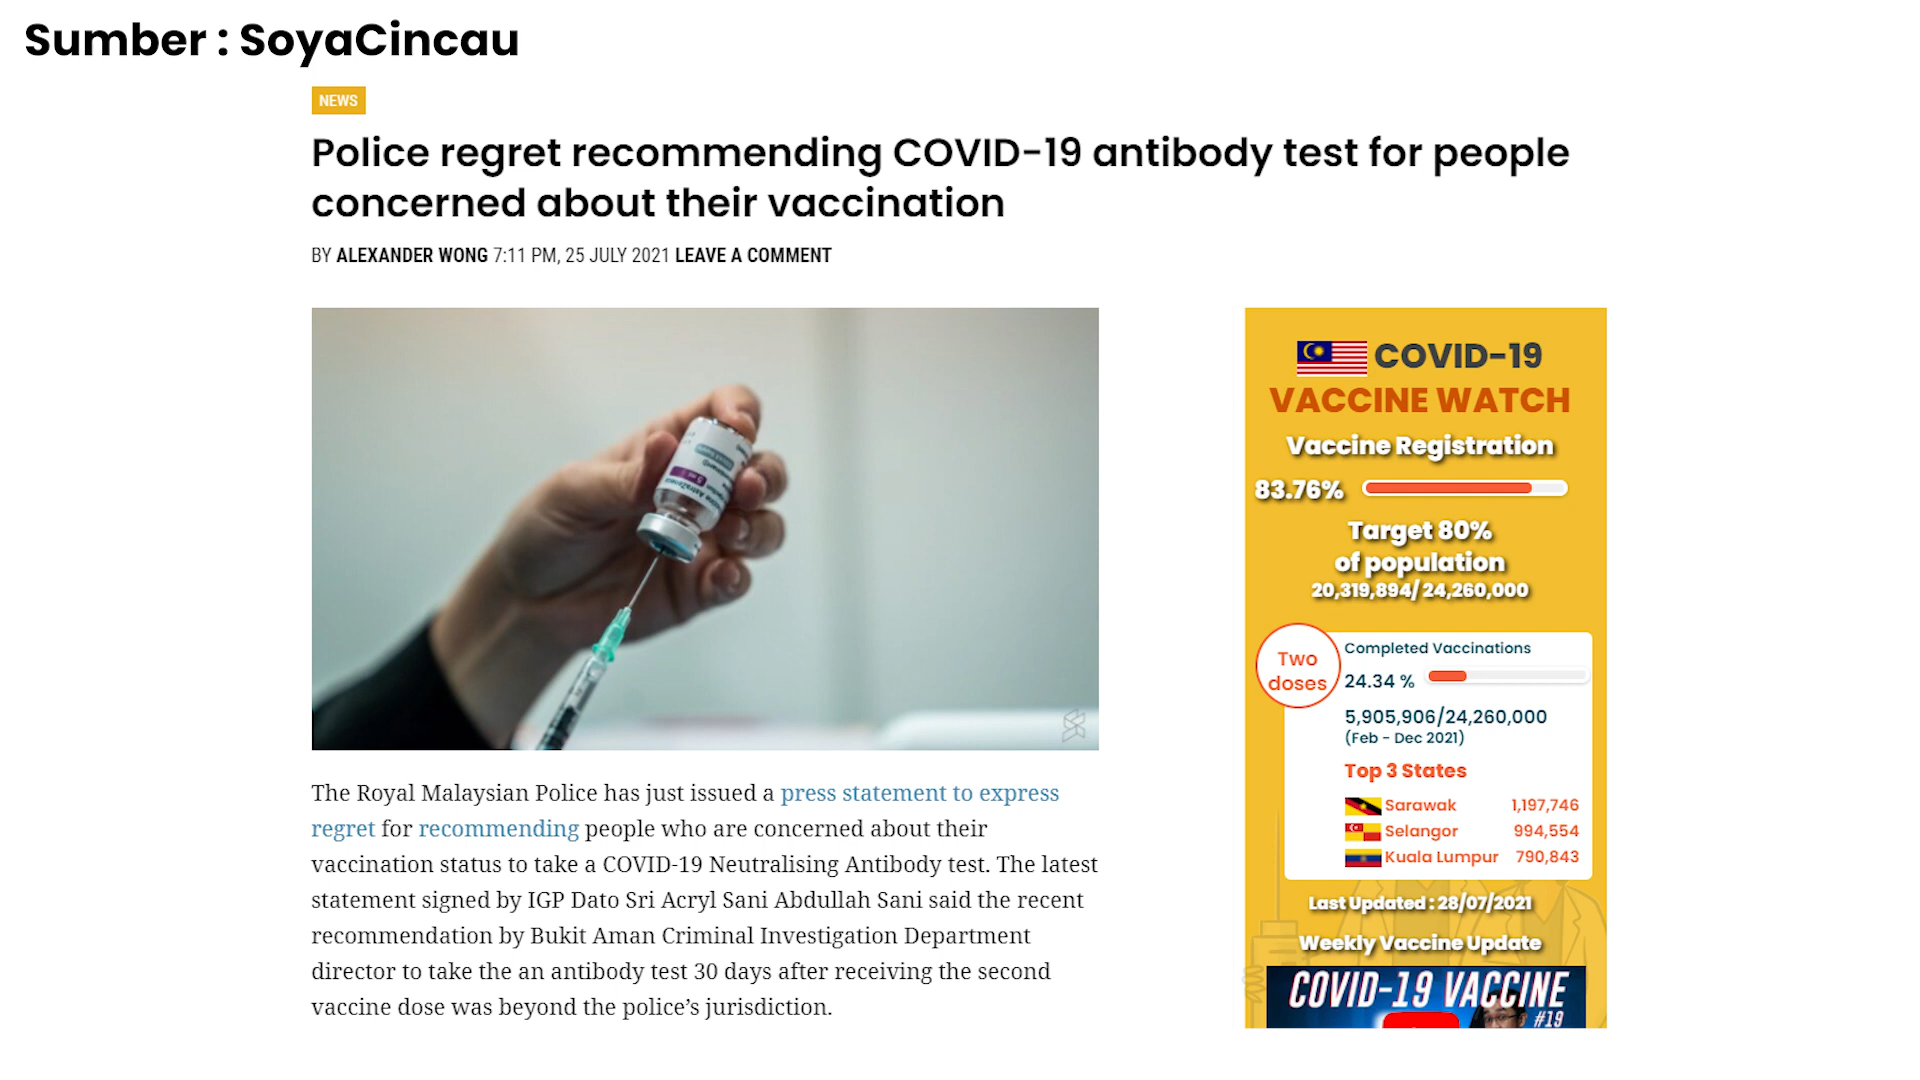 Sumber : SoyaCincau
NEWS
Police regret recommending COVID-19 antibody test for people
concerned about their vaccination
BY ALEXANDER WONG 7:11 PM, 25 JULY 2021 LEAVE A COMMENT
The Royal Malaysian Police has just issued a press statement to express
regret for recommending people who are concerned about their
vaccination status to take a COVID-19 Neutralising Antibody test. The latest
statement signed by IGP Dato Sri Acryl Sani Abdullah Sani said the recent
recommendation by Bukit Aman Criminal Investigation Department
director to take the an antibody test 30 days after receiving the second
vaccine dose was beyond the police's jurisdiction.
COVID-19
VACCINE WATCH
Vaccine Registration
83.76%
Target 80%
of population
20,319,894/24,260,000
Two
doses
Completed Vaccinations
24.34 %
5,905,906/24,260,000
(Feb - Dec 2021)
Top 3 States
Sarawak 1,197,746
Selangor 994,554
Kuala Lumpur 790,843
Last Updated : 28/07/2021
Weekly Vaccine Update
COVID-19 VACCINE
#19